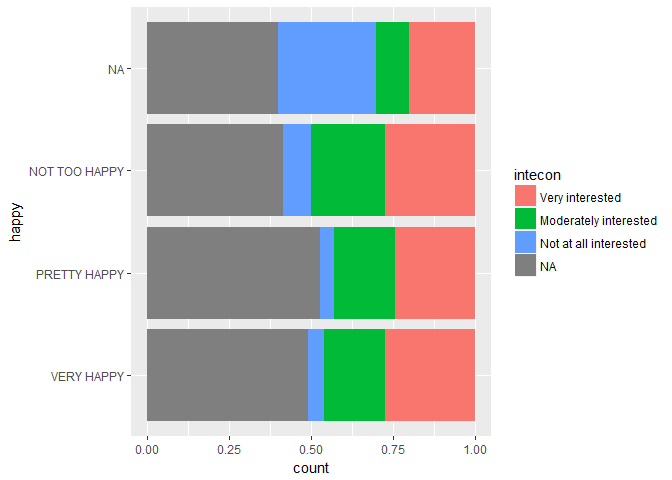 NA
NOT TOO HAPPY
PRETTY HAPPY
VERY HAPPY
happy
0.00 0.25 0.50 0.75 1.00
count
intecon
Very interested
Moderately interested
Not at all interested
NA